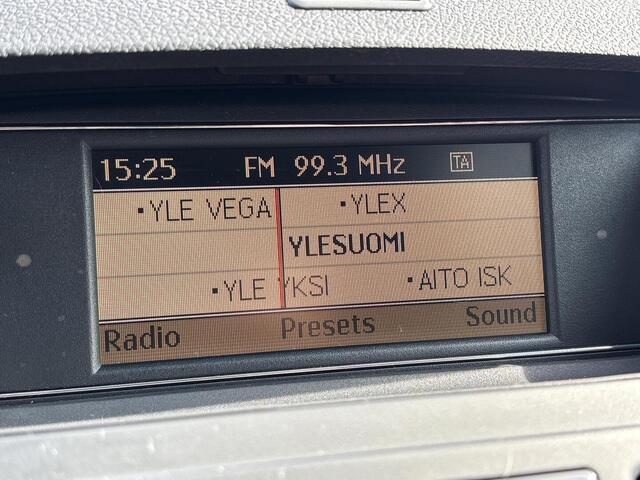 15:25 FM 99.3 MHz TA
·YLE VEGA ·YLEX
YLESUOMI
·YLE YKSI ·AITO ISK
Radio Presets Sound